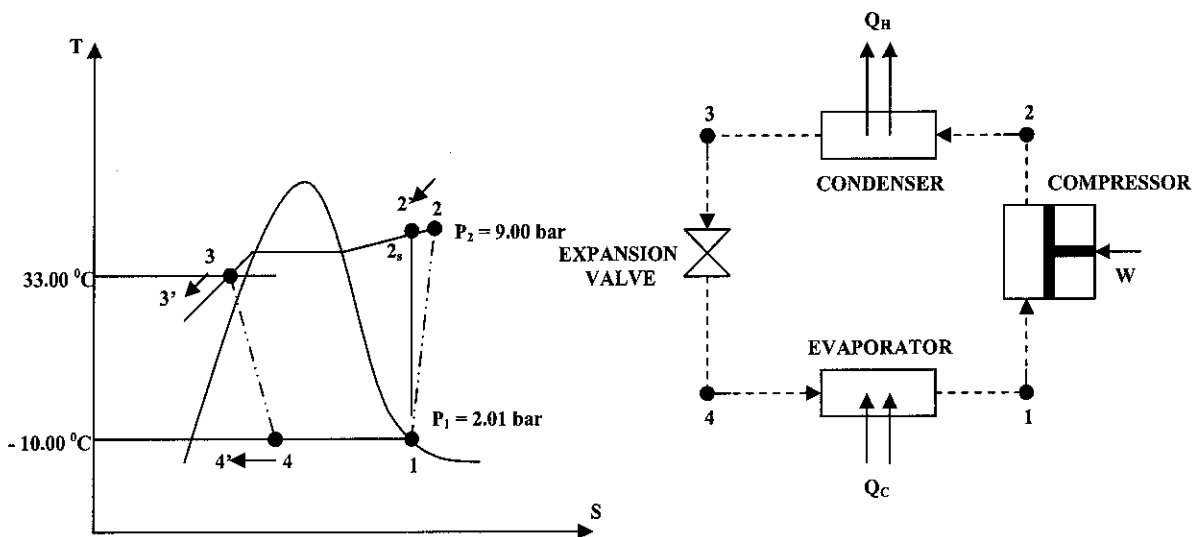 T
33.00 ⁰C
- 10.00 ⁰C
3
3'
4'
4
2'
2
2s
P₂ = 9.00 bar
P₁ = 2.01 bar
1
S
QH
3
2
CONDENSER
COMPRESSOR
EXPANSION
VALVE
W
EVAPORATOR
4
1
QC